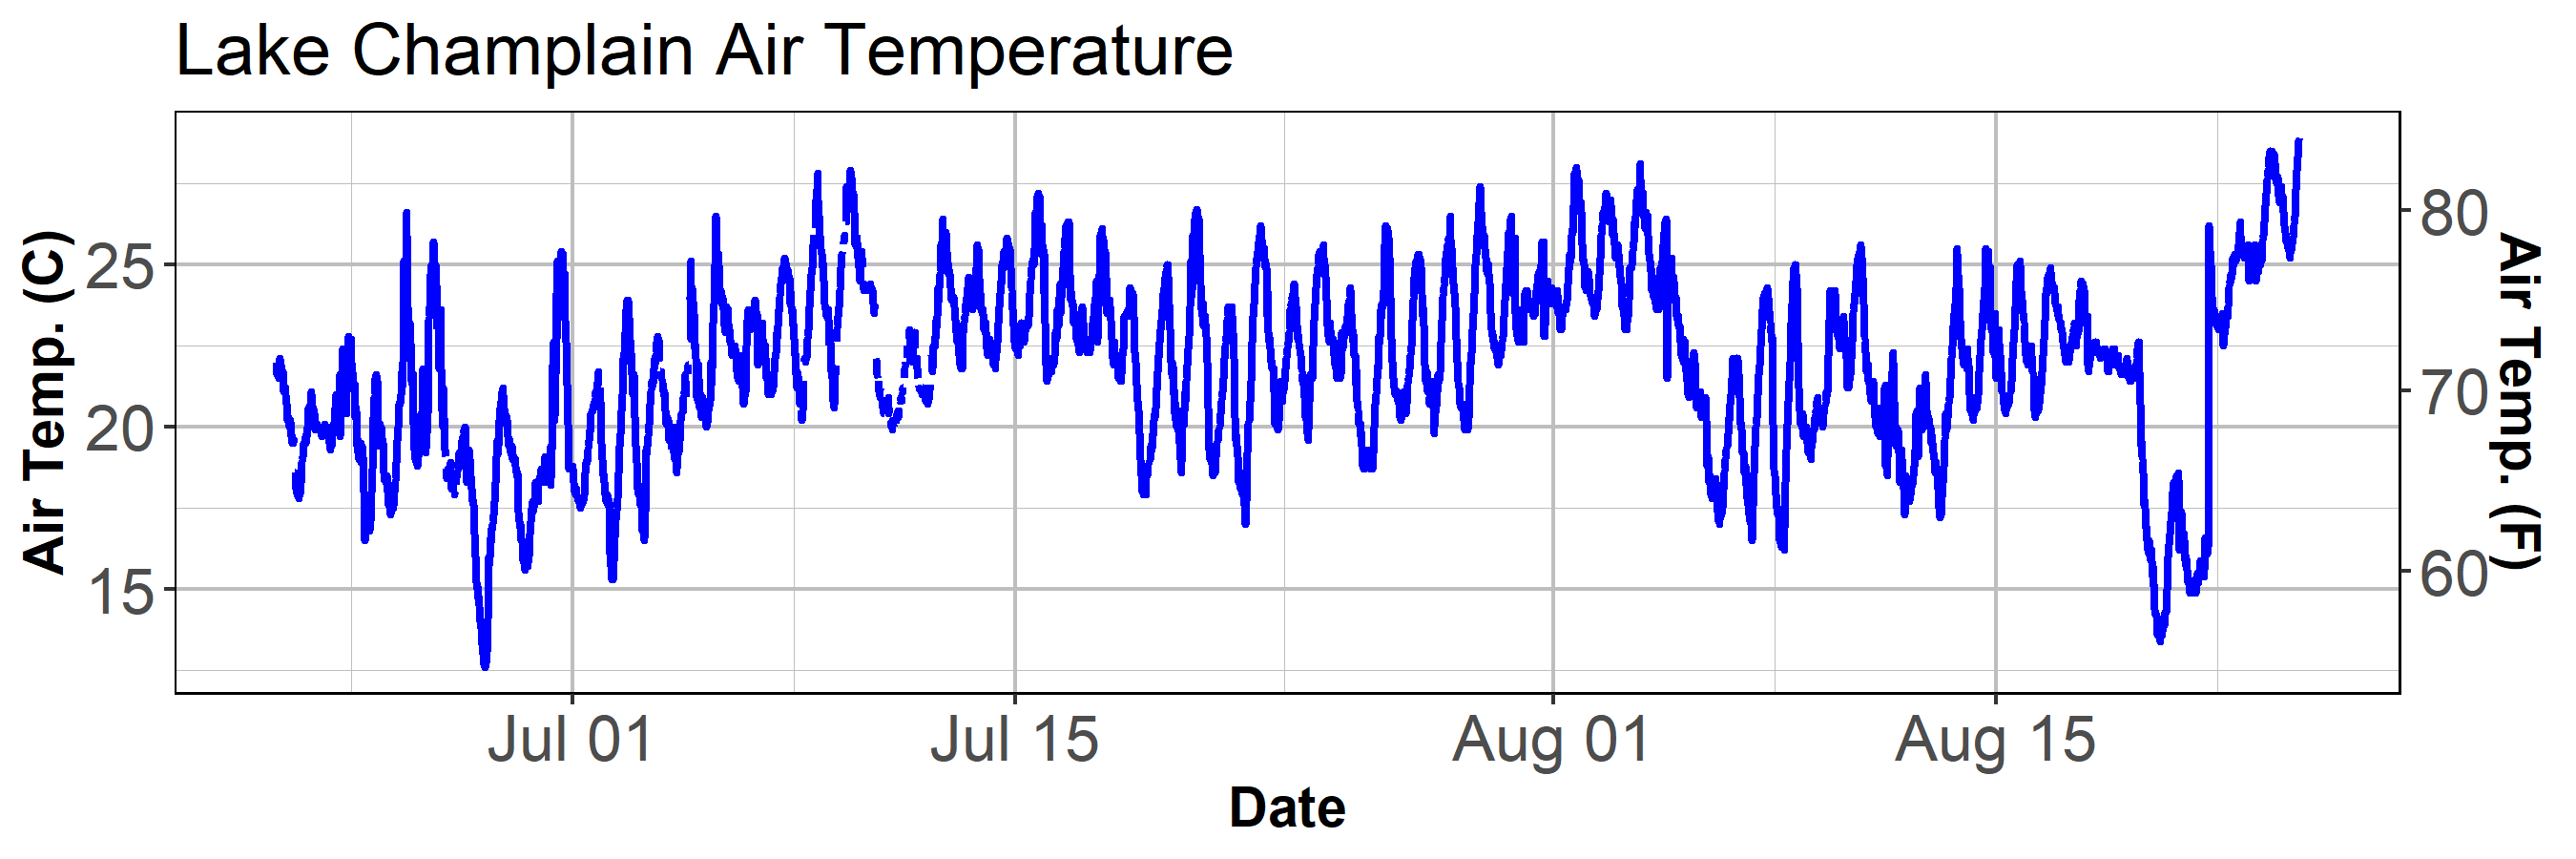 Lake Champlain Air Temperature
Air Temp. (C)
25
20
15
80
70
60
Air Temp. (F)
Jul 01
Jul 15
Aug 01
Aug 15
Date